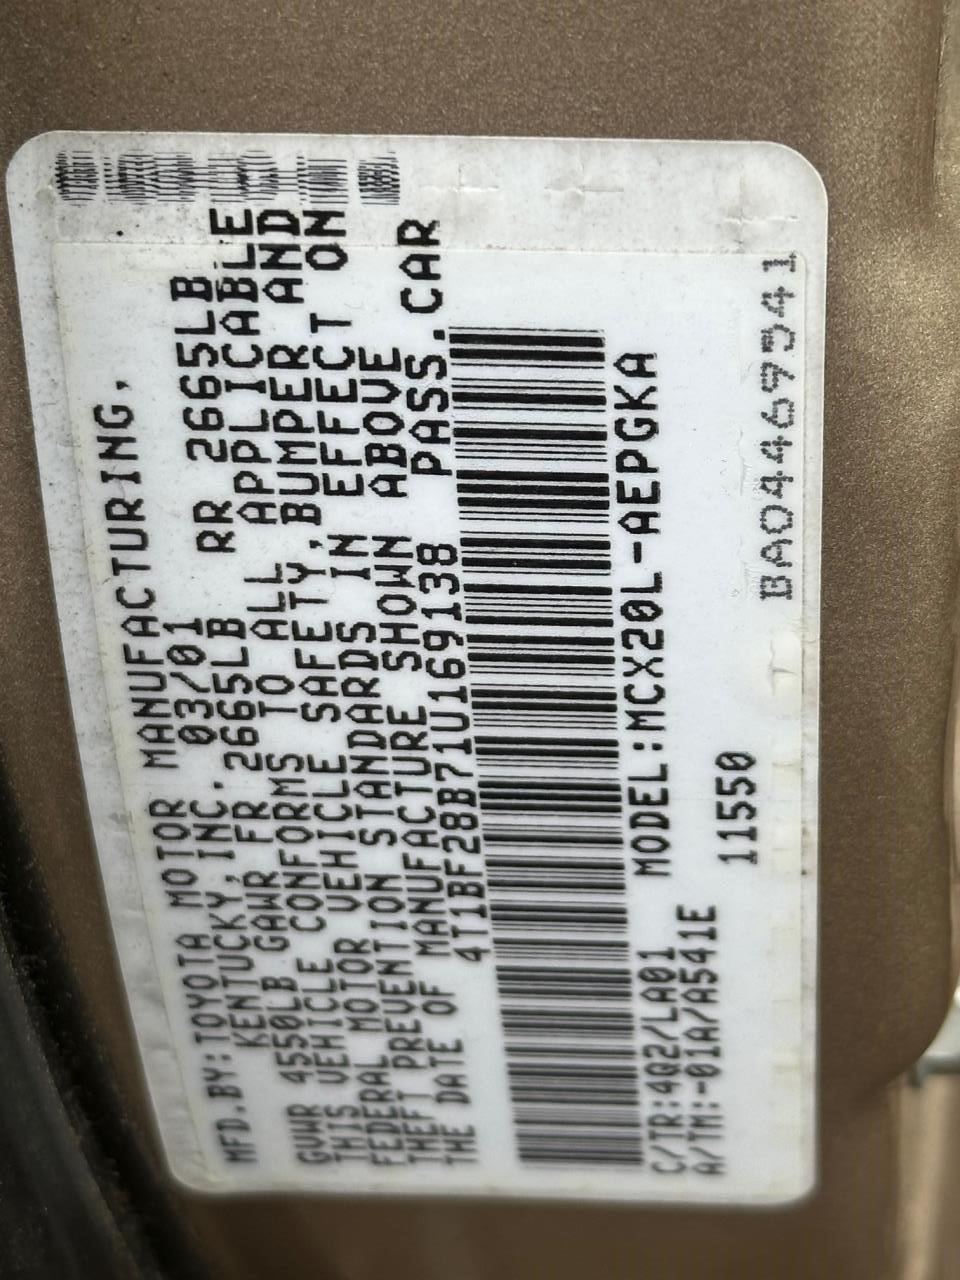 MFD.BY:TOYOTA MOTOR MANUFACTURING,
KENTUCKY,INC. 03/01
GVWR 4550LB GAWR FR 2665LB RR 2665LB
THIS VEHICLE CONFORMS TO ALL APPLICABLE
FEDERAL MOTOR VEHICLE SAFETY,BUMPER AND
THEFT PREVENTION STANDARDS IN EFFECT ON
THE DATE OF MANUFACTURE SHOWN ABOVE
4T1BF28B71U169138 PASS.CAR
MODEL:MCX20L-AEPGKA
C/TR:4Q2/LA01
A/TM:-01A/A541E
11550
BA044697541